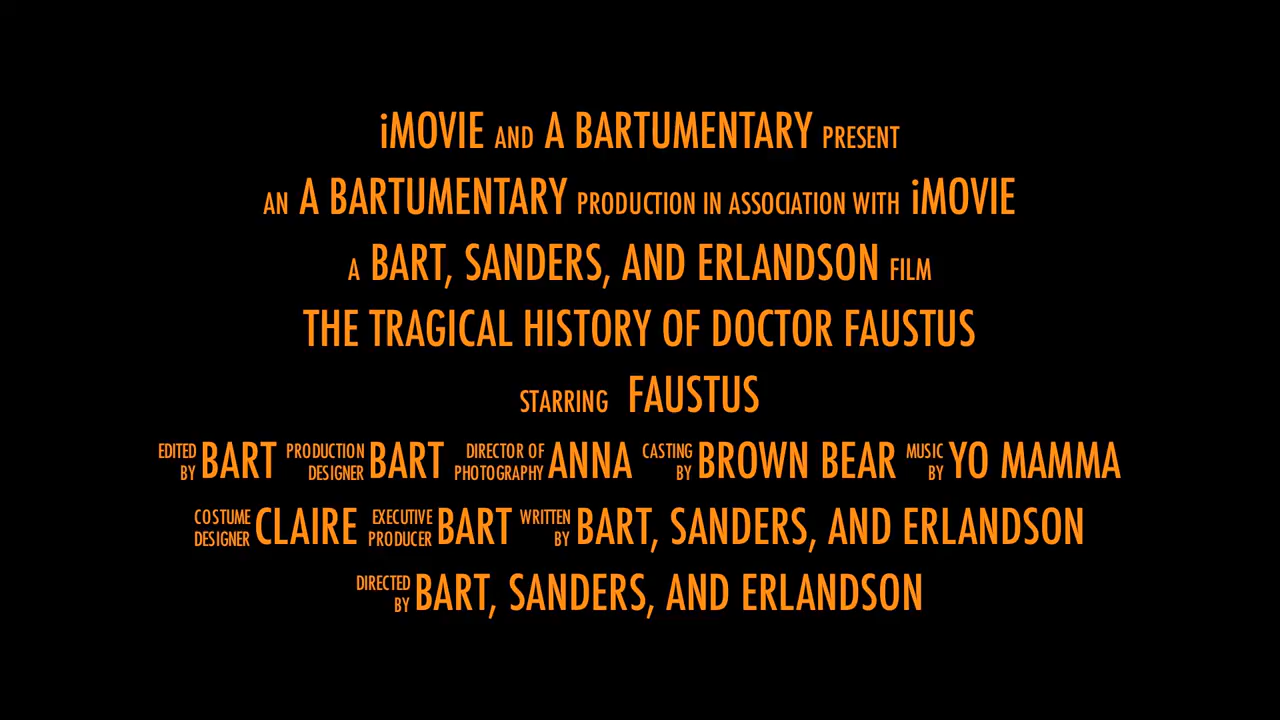 iMOVIE AND A BARTUMENTARY PRESENT
AN A BARTUMENTARY PRODUCTION IN ASSOCIATION WITH iMOVIE
A BART, SANDERS, AND ERLANDSON FILM
THE TRAGICAL HISTORY OF DOCTOR FAUSTUS
STARRING FAUSTUS
EDITED BY BART PRODUCTION DESIGNER BART DIRECTOR OF PHOTOGRAPHY ANNA CASTING BY BROWN BEAR MUSIC BY YO MAMMA
COSTUME DESIGNER CLAIRE EXECUTIVE PRODUCER BART WRITTEN BY BART, SANDERS, AND ERLANDSON
DIRECTED BY BART, SANDERS, AND ERLANDSON